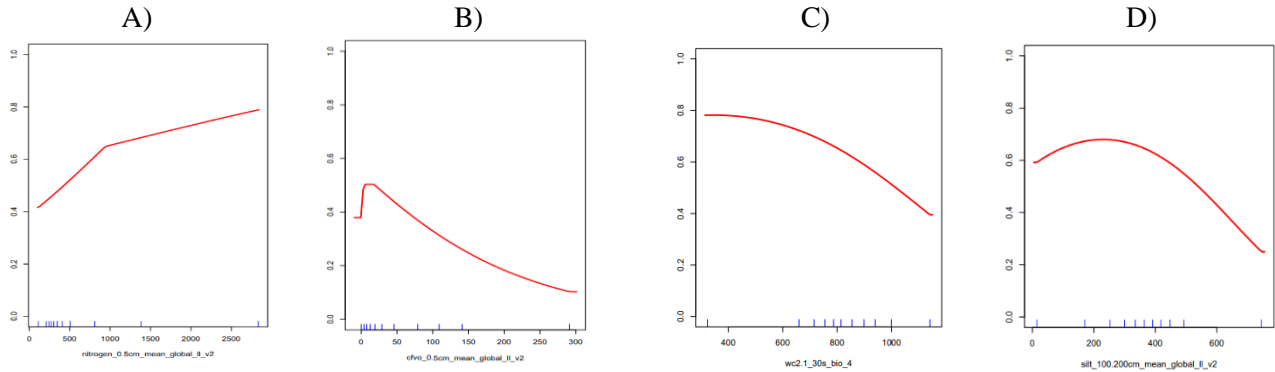 A) B) C) D)
0.0 0.2 0.4 0.6 0.8 1.0
0 500 1000 1500 2000 2500
nitrogen_0.5cm_mean_global_ll_v2
0.0 0.2 0.4 0.6 0.8 1.0
0 50 100 150 200 250 300
cfvo_0.5cm_mean_global_ll_v2
0.0 0.2 0.4 0.6 0.8 1.0
400 600 800 1000
wc2.1_30s_bio_4
0.0 0.2 0.4 0.6 0.8 1.0
0 200 400 600
silt_100.200cm_mean_global_ll_v2